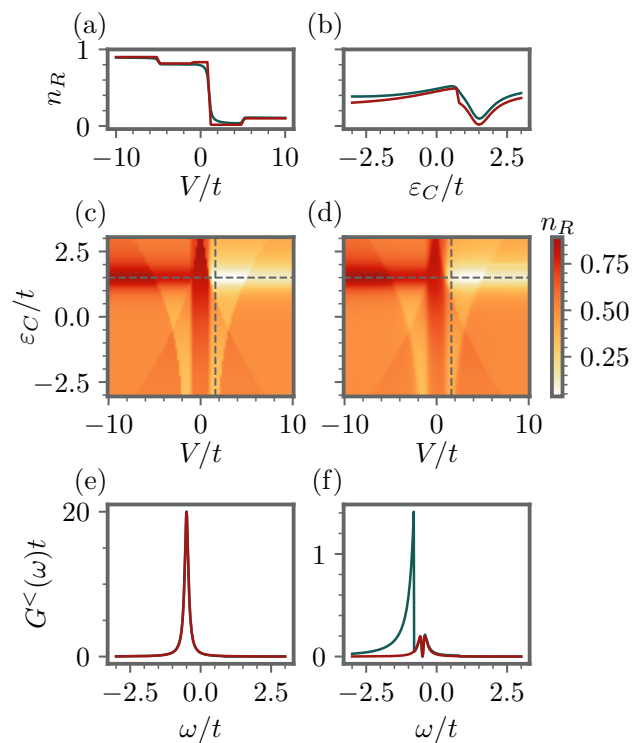 (a) (b)
1
n_R
0
−10 0 10 −2.5 0.0 2.5
V/t ε_C/t
(c) (d) n_R
2.5
0.0
−2.5
ε_C/t
0.75
0.50
0.25
−10 0 10 −10 0 10
V/t V/t
(e) (f)
20
0
G^<(ω)t
1
0
−2.5 0.0 2.5 −2.5 0.0 2.5
ω/t ω/t